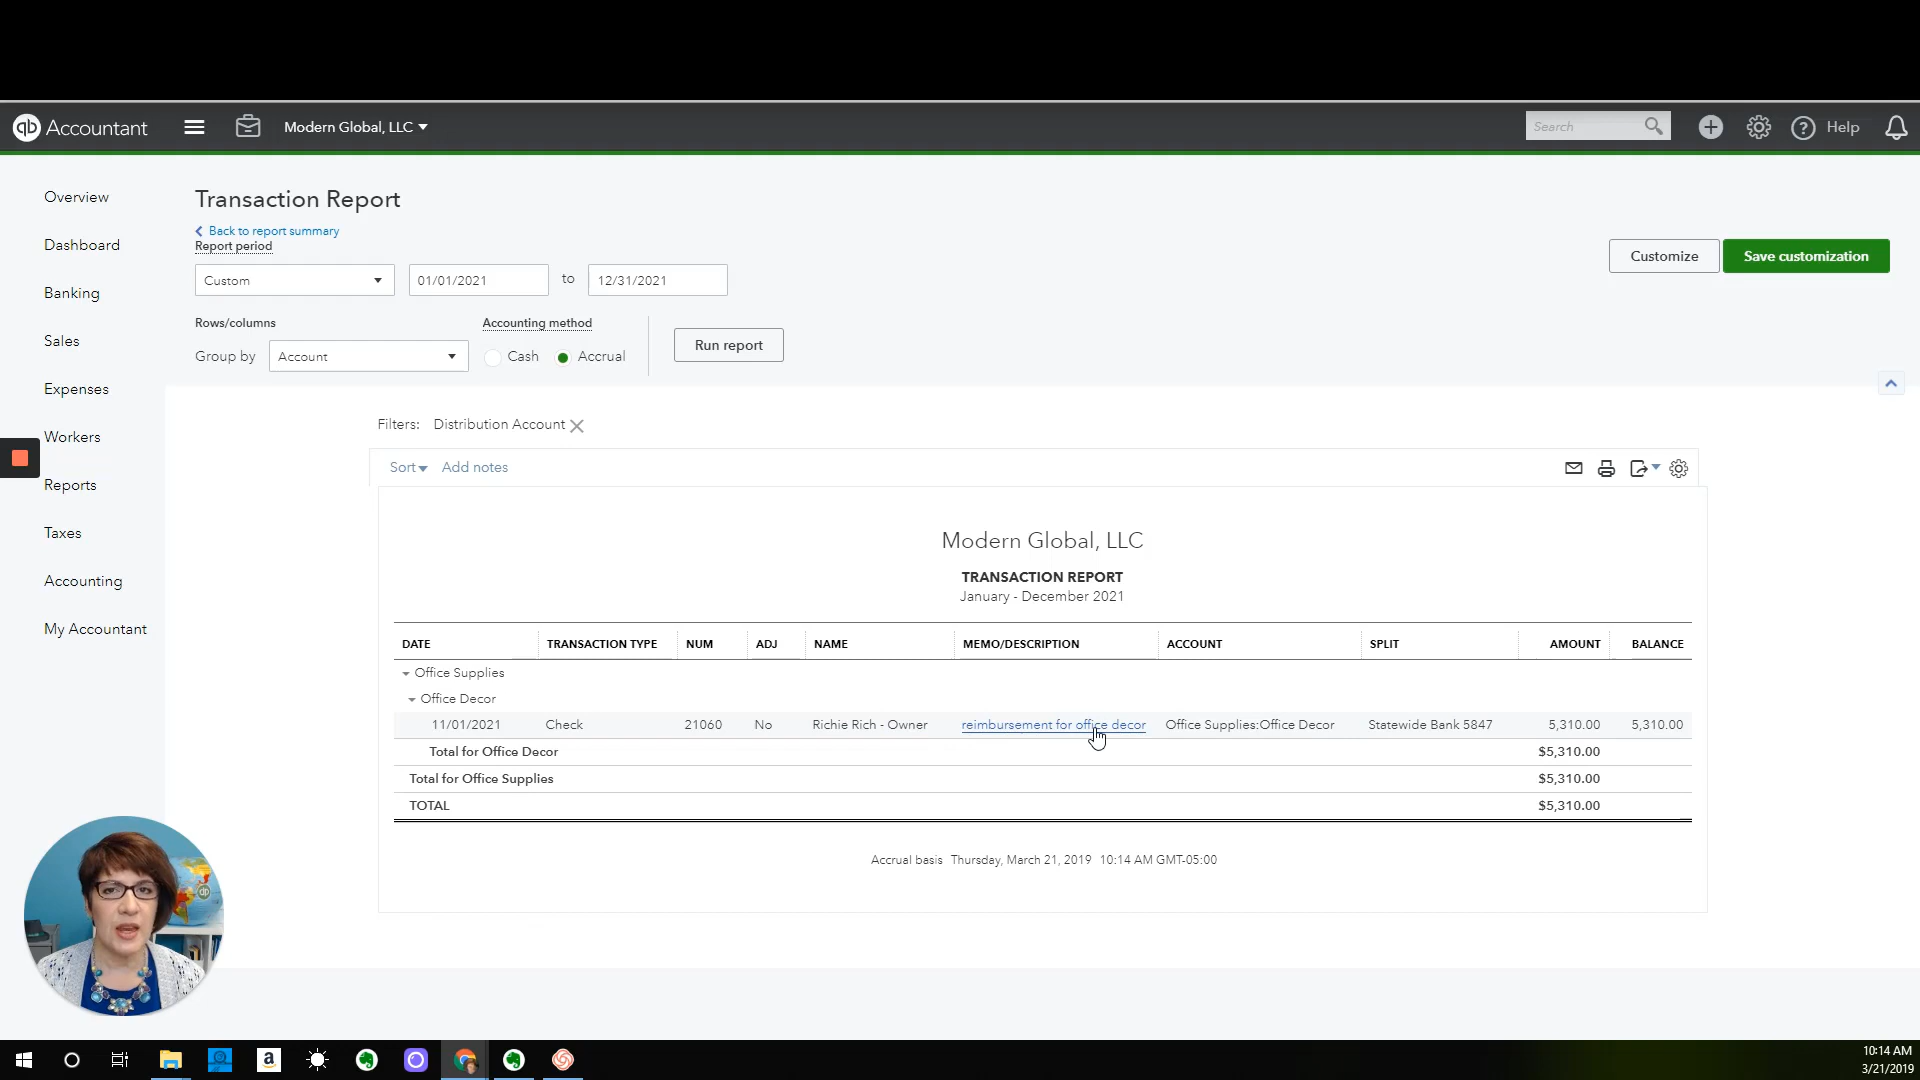 qb Accountant
Modern Global, LLC
Search
Help
Overview
Dashboard
Banking
Sales
Expenses
Workers
Reports
Taxes
Accounting
My Accountant
Transaction Report
Back to report summary
Report period
Custom 01/01/2021 to 12/31/2021
Customize Save customization
Rows/columns Accounting method
Group by Account Cash Accrual Run report
Filters: Distribution Account
Sort Add notes
Modern Global, LLC
TRANSACTION REPORT
January - December 2021
DATE TRANSACTION TYPE NUM ADJ NAME MEMO/DESCRIPTION ACCOUNT SPLIT AMOUNT BALANCE
Office Supplies
Office Decor
11/01/2021 Check 21060 No Richie Rich - Owner reimbursement for office decor Office Supplies:Office Decor Statewide Bank 5847 5,310.00 5,310.00
Total for Office Decor $5,310.00
Total for Office Supplies $5,310.00
TOTAL $5,310.00
Accrual basis Thursday, March 21, 2019 10:14 AM GMT-05:00
10:14 AM
3/21/2019